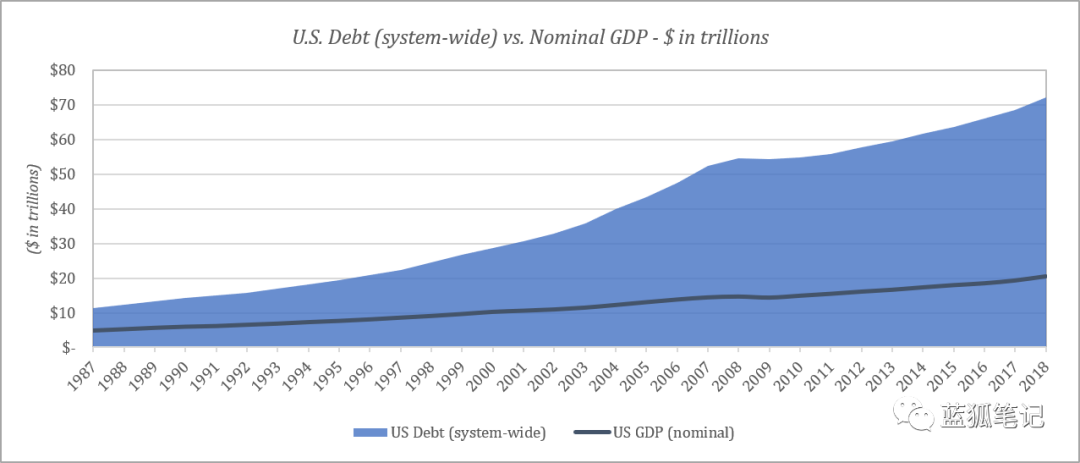 U.S. Debt (system-wide) vs. Nominal GDP - $ in trillions
($ in trillions)
$80
$70
$60
$50
$40
$30
$20
$10
$-
1987 1988 1989 1990 1991 1992 1993 1994 1995 1996 1997 1998 1999 2000 2001 2002 2003 2004 2005 2006 2007 2008 2009 2010 2011 2012 2013 2014 2015 2016 2017 2018
US Debt (system-wide) US GDP (nominal)
蓝狐笔记